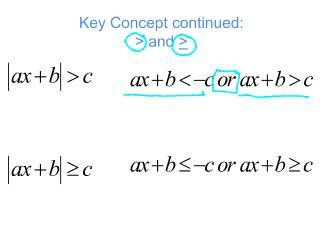 Key Concept continued:
> and ≥
|ax+b|>c ax+b<-c or ax+b>c
|ax+b|≥c ax+b≤-c or ax+b≥c